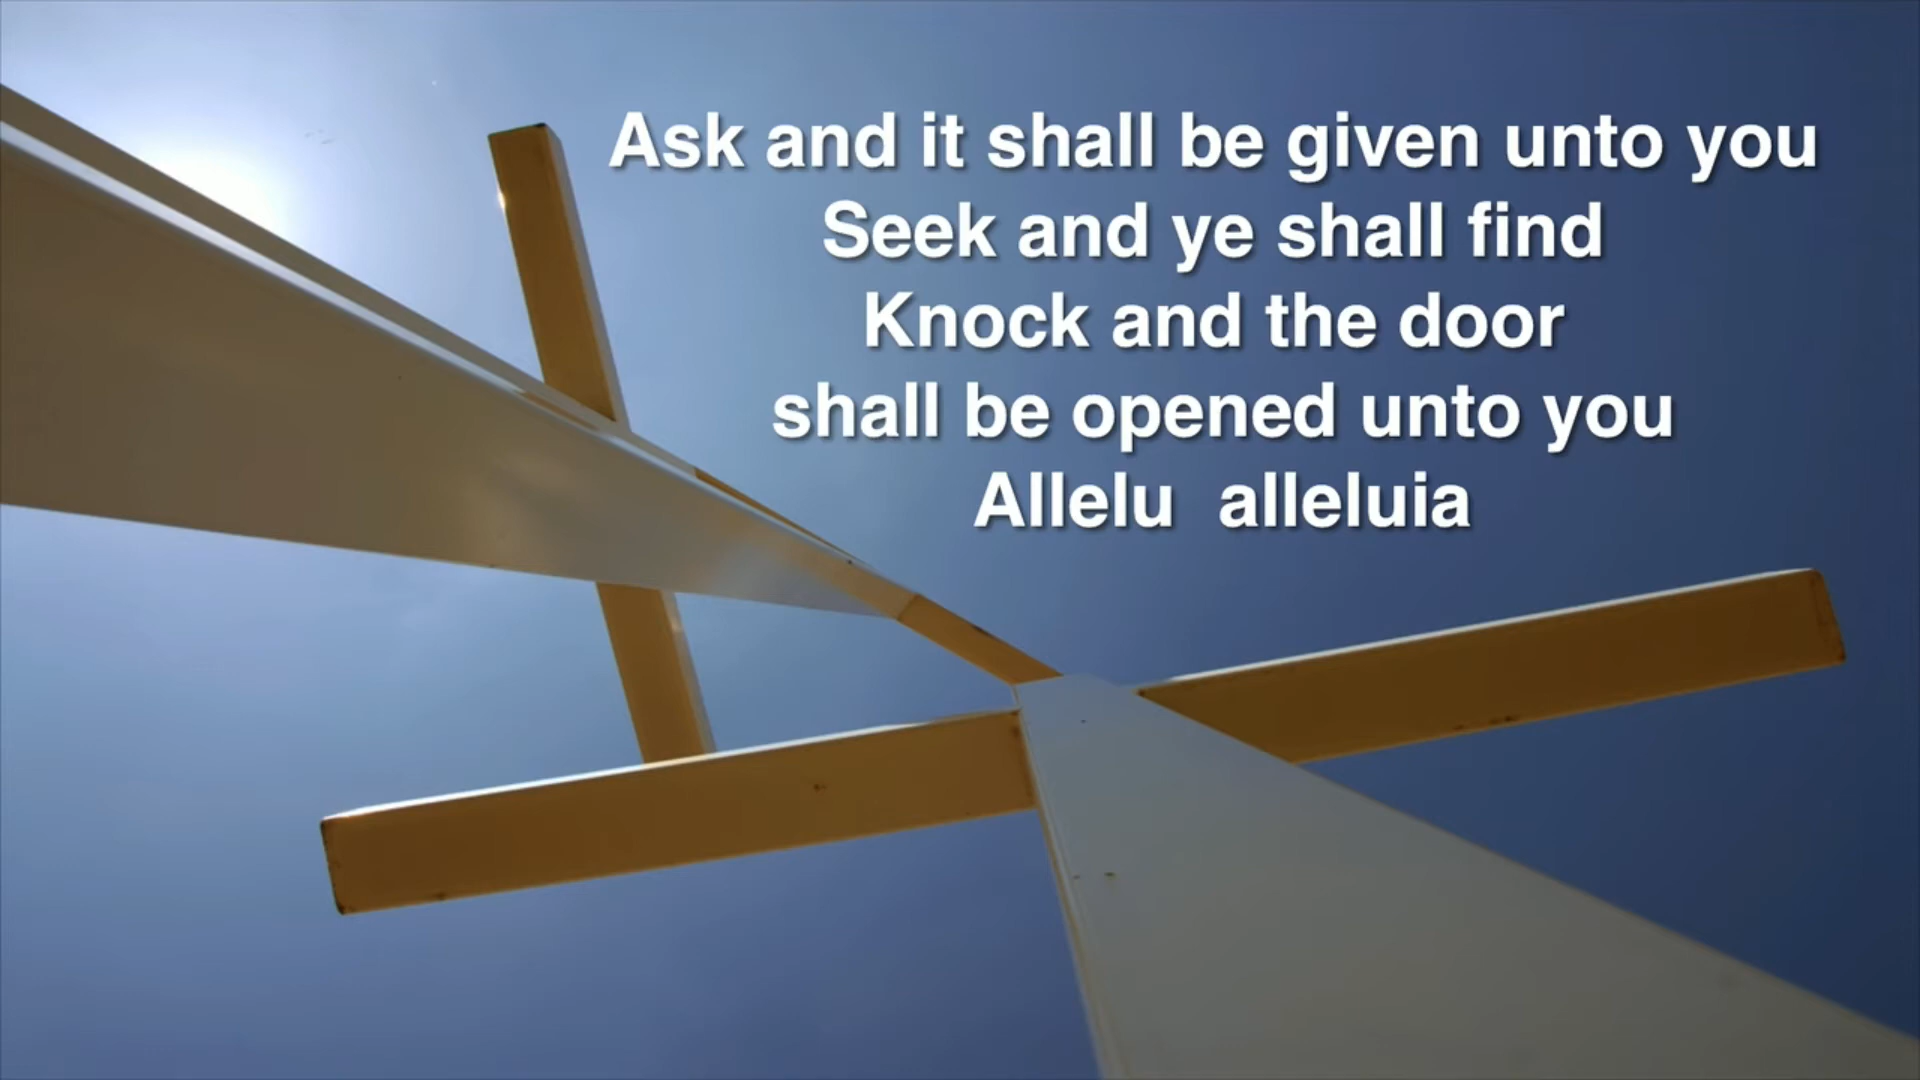 Ask and it shall be given unto you
Seek and ye shall find
Knock and the door
shall be opened unto you
Allelu alleluia